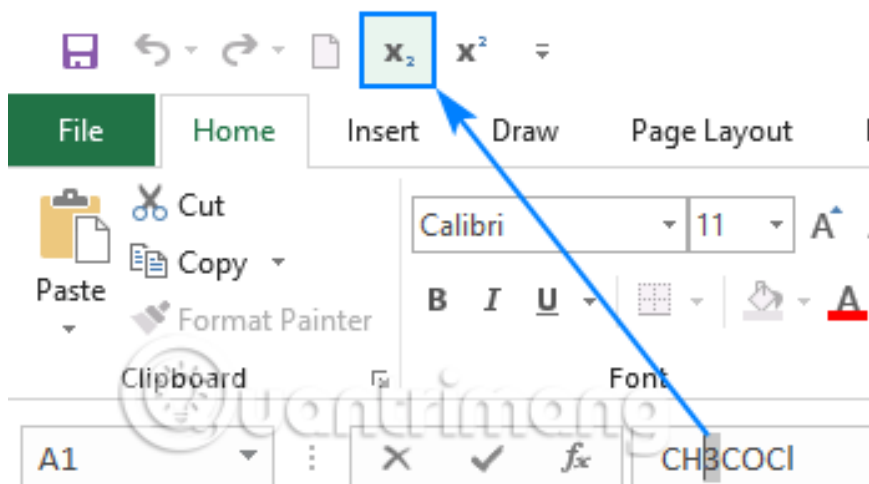 x₂ x²
File Home Insert Draw Page Layout
Cut
Calibri 11 A
Copy
Paste
B I U A
Format Painter
Clipboard Font
Quantrimang
A1 fx CH3COCl